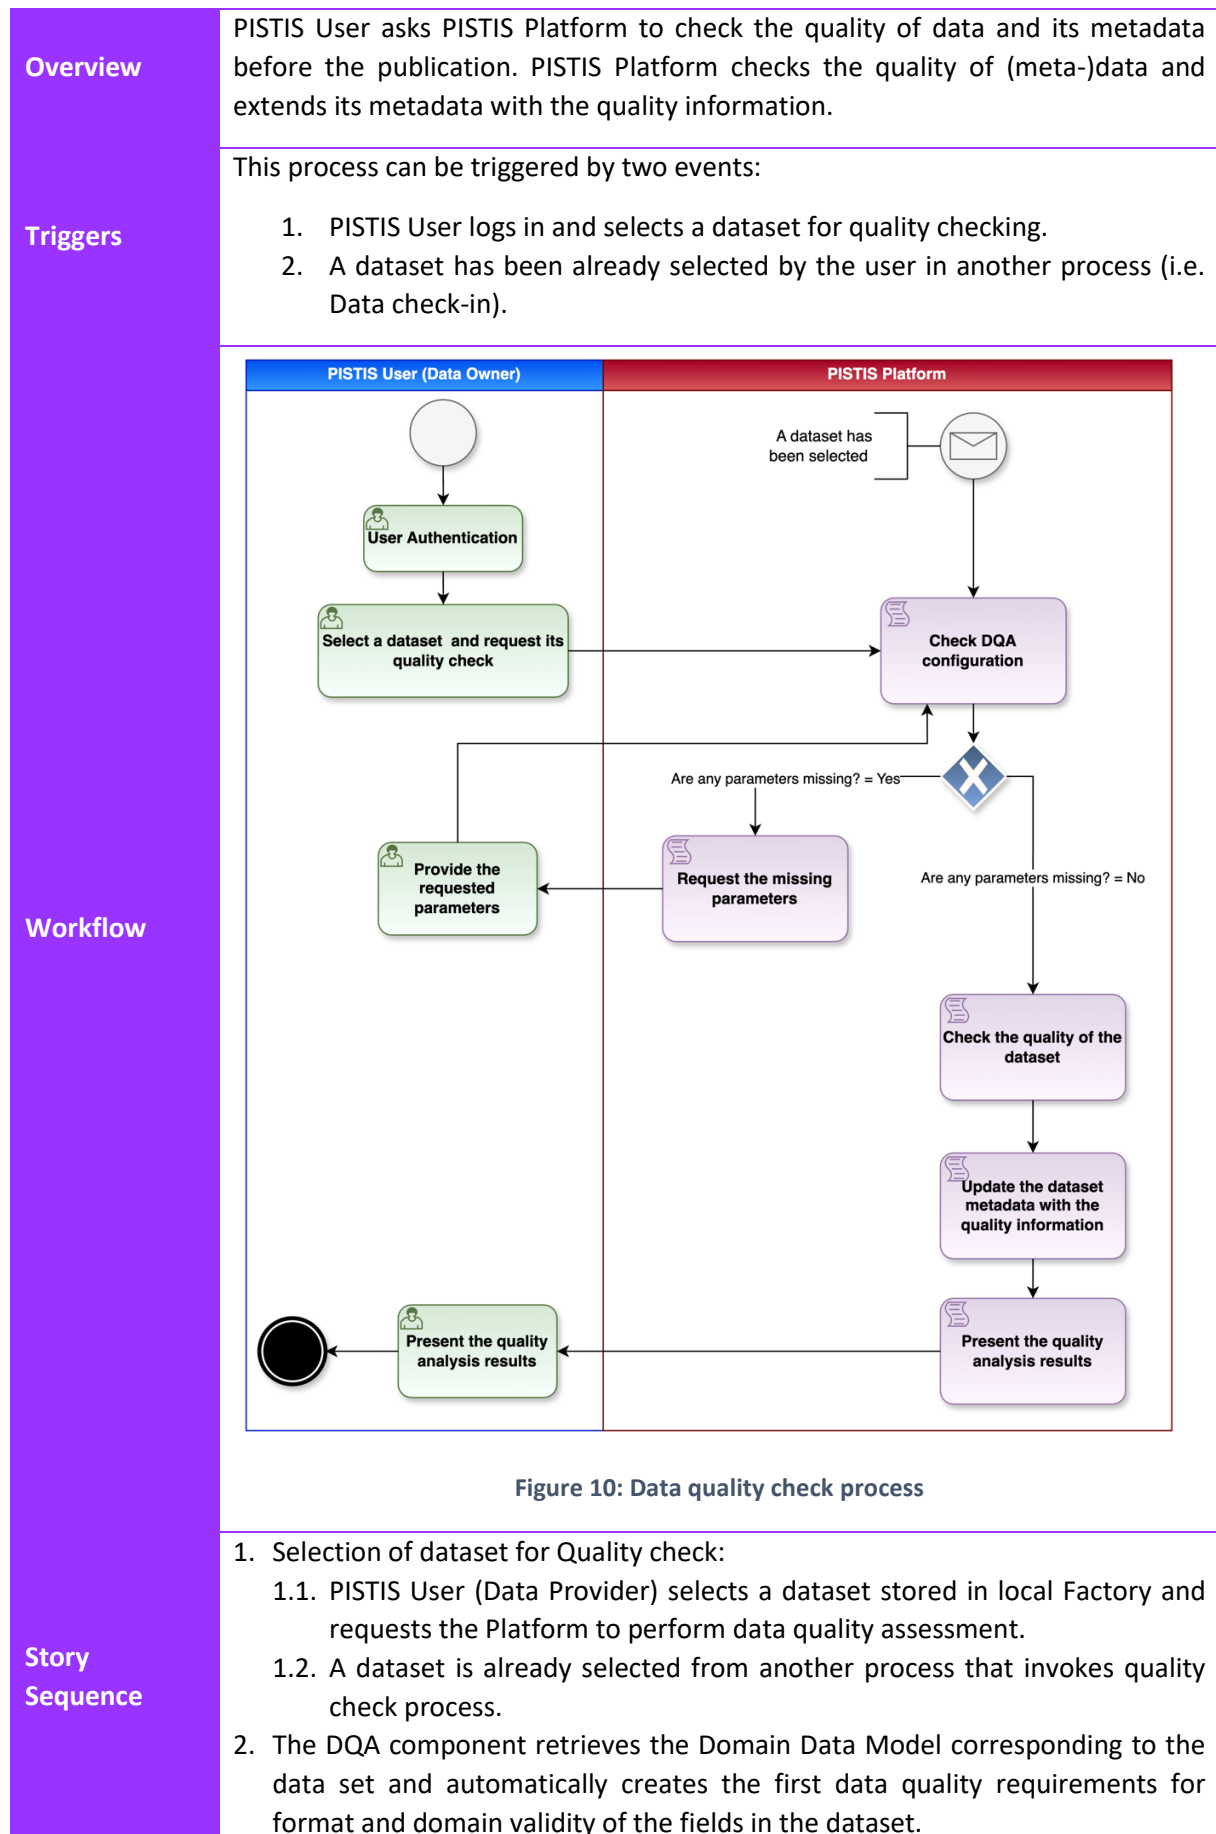 Overview
PISTIS User asks PISTIS Platform to check the quality of data and its metadata
before the publication. PISTIS Platform checks the quality of (meta-)data and
extends its metadata with the quality information.
Triggers
This process can be triggered by two events:
1. PISTIS User logs in and selects a dataset for quality checking.
2. A dataset has been already selected by the user in another process (i.e.
Data check-in).
Workflow
PISTIS User (Data Owner)
PISTIS Platform
A dataset has
been selected
User Authentication
Select a dataset and request its
quality check
Check DQA
configuration
Are any parameters missing? = Yes
Provide the
requested
parameters
Request the missing
parameters
Are any parameters missing? = No
Check the quality of the
dataset
Update the dataset
metadata with the
quality information
Present the quality
analysis results
Present the quality
analysis results
Figure 10: Data quality check process
Story
Sequence
1. Selection of dataset for Quality check:
1.1. PISTIS User (Data Provider) selects a dataset stored in local Factory and
requests the Platform to perform data quality assessment.
1.2. A dataset is already selected from another process that invokes quality
check process.
2. The DQA component retrieves the Domain Data Model corresponding to the
data set and automatically creates the first data quality requirements for
format and domain validity of the fields in the dataset.